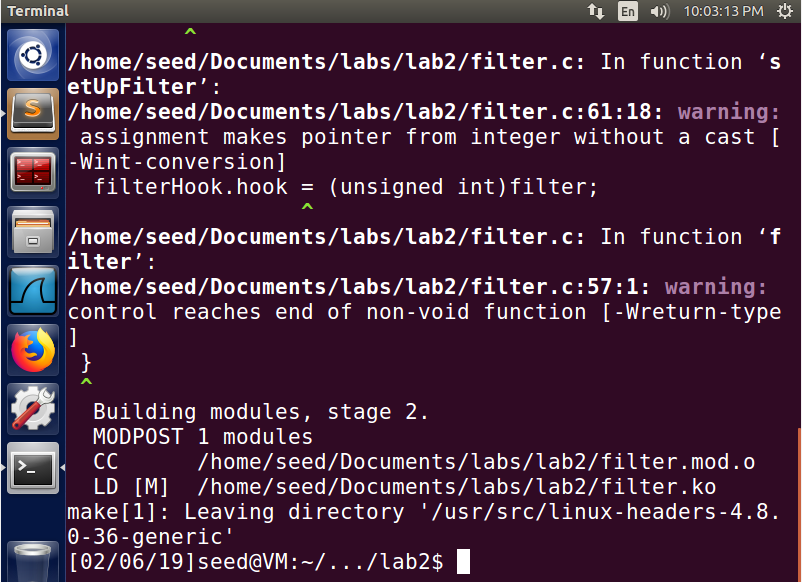 Terminal
En
10:03:13 PM
^
/home/seed/Documents/labs/lab2/filter.c: In function ‘s
etUpFilter’:
/home/seed/Documents/labs/lab2/filter.c:61:18: warning:
 assignment makes pointer from integer without a cast [
-Wint-conversion]
  filterHook.hook = (unsigned int)filter;
                  ^
/home/seed/Documents/labs/lab2/filter.c: In function ‘f
ilter’:
/home/seed/Documents/labs/lab2/filter.c:57:1: warning:
control reaches end of non-void function [-Wreturn-type
]
 }
 ^
  Building modules, stage 2.
  MODPOST 1 modules
  CC      /home/seed/Documents/labs/lab2/filter.mod.o
  LD [M]  /home/seed/Documents/labs/lab2/filter.ko
make[1]: Leaving directory '/usr/src/linux-headers-4.8.
0-36-generic'
[02/06/19]seed@VM:~/.../lab2$